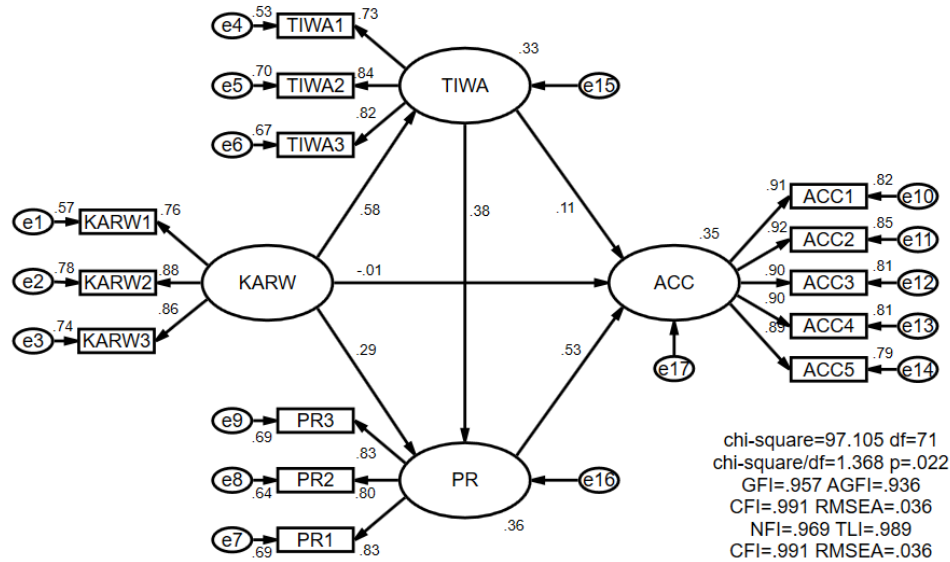 e4 .53 TIWA1 .73
.33
e5 .70 TIWA2 .84 TIWA e15
e6 .67 TIWA3 .82
e1 .57 KARW1 .76
.58 .38 .11
.91 ACC1 .82 e10
.92 ACC2 .85 e11
.35
e2 .78 KARW2 .88 KARW -.01 ACC .90 ACC3 .81 e12
e3 .74 KARW3 .86
.90 ACC4 .81 e13
.89 ACC5 .79 e14
.29 .53 e17
e9 .69 PR3 .83
e8 .64 PR2 .80 PR e16
e7 .69 PR1 .83
.36
chi-square=97.105 df=71
chi-square/df=1.368 p=.022
GFI=.957 AGFI=.936
CFI=.991 RMSEA=.036
NFI=.969 TLI=.989
CFI=.991 RMSEA=.036